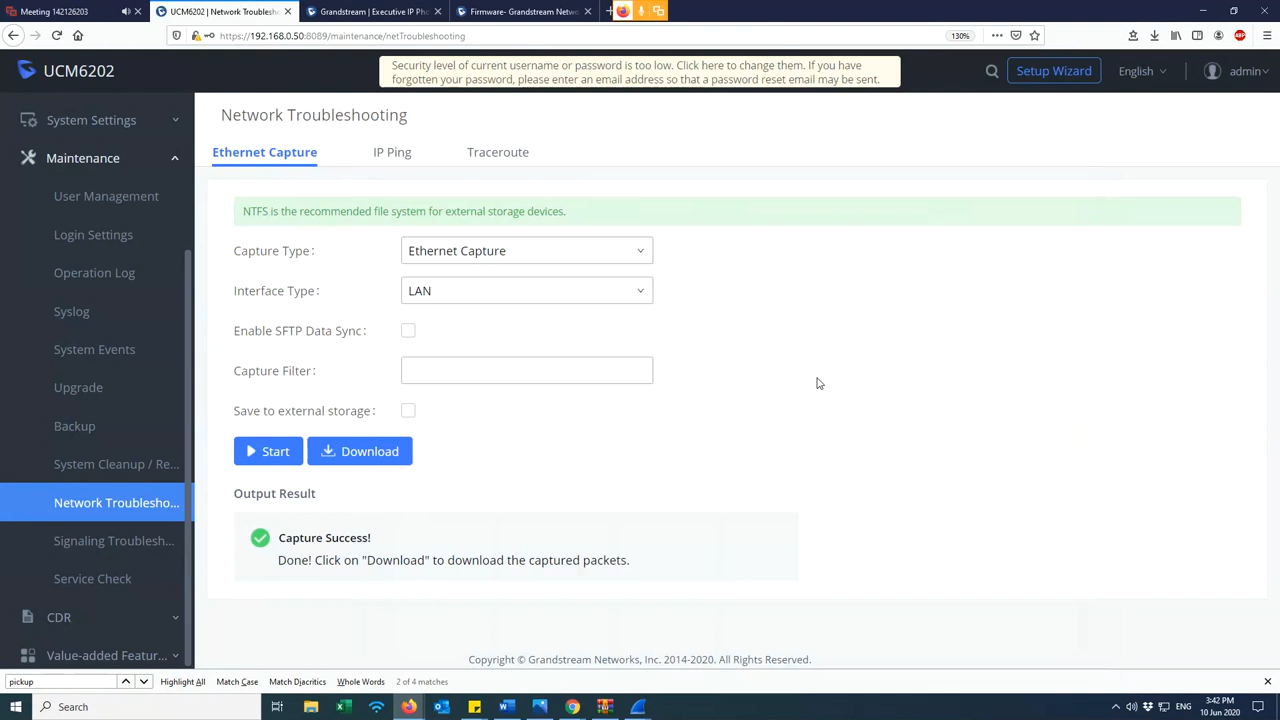 Meeting 142126203
UCM6202 | Network Troublesh
Grandstream | Executive IP Pho
Firmware- Grandstream Netwo
https://192.168.0.50:8089/maintenance/netTroubleshooting
130%
ABP
UCM6202
Security level of current username or password is too low. Click here to change them. If you have
forgotten your password, please enter an email address so that a password reset email may be sent.
Setup Wizard
English
admin
System Settings
Maintenance
User Management
Login Settings
Operation Log
Syslog
System Events
Upgrade
Backup
System Cleanup / Re...
Network Troublesho...
Signaling Troublesh...
Service Check
CDR
Value-added Featur...
Network Troubleshooting
Ethernet Capture
IP Ping
Traceroute
NTFS is the recommended file system for external storage devices.
Capture Type:
Ethernet Capture
Interface Type:
LAN
Enable SFTP Data Sync:
Capture Filter:
Save to external storage:
Start
Download
Output Result
Capture Success!
Done! Click on "Download" to download the captured packets.
Copyright © Grandstream Networks, Inc. 2014-2020. All Rights Reserved.
pickup
Highlight All
Match Case
Match Diacritics
Whole Words
2 of 4 matches
Search
ENG
3:42 PM
10 Jun 2020